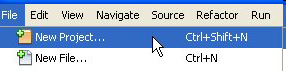 File Edit View Navigate Source Refactor Run
New Project... Ctrl+Shift+N
New File... Ctrl+N